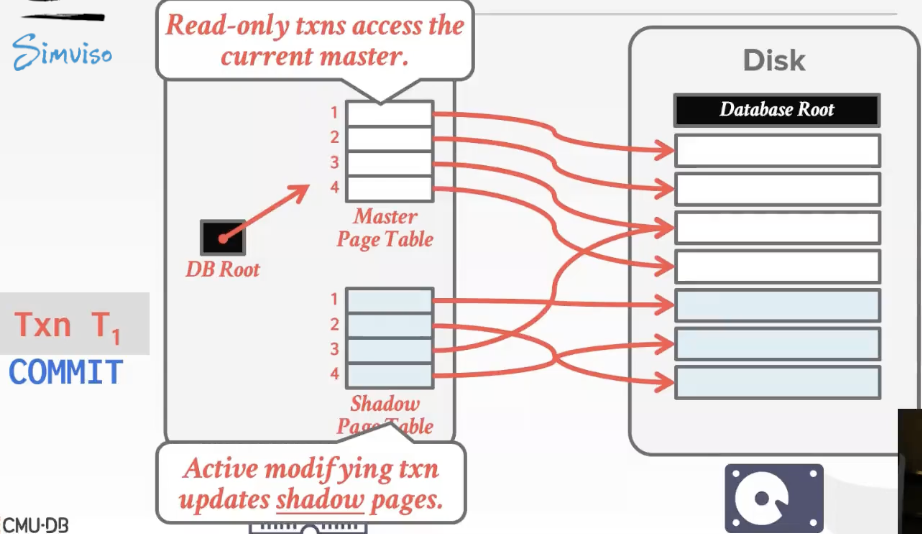 Simviso
Read-only txns access the
current master.
Disk
Database Root
1
2
3
4
Master
Page Table
DB Root
1
2
3
4
Shadow
Page Table
Txn T₁
COMMIT
Active modifying txn
updates shadow pages.
CMU·DB